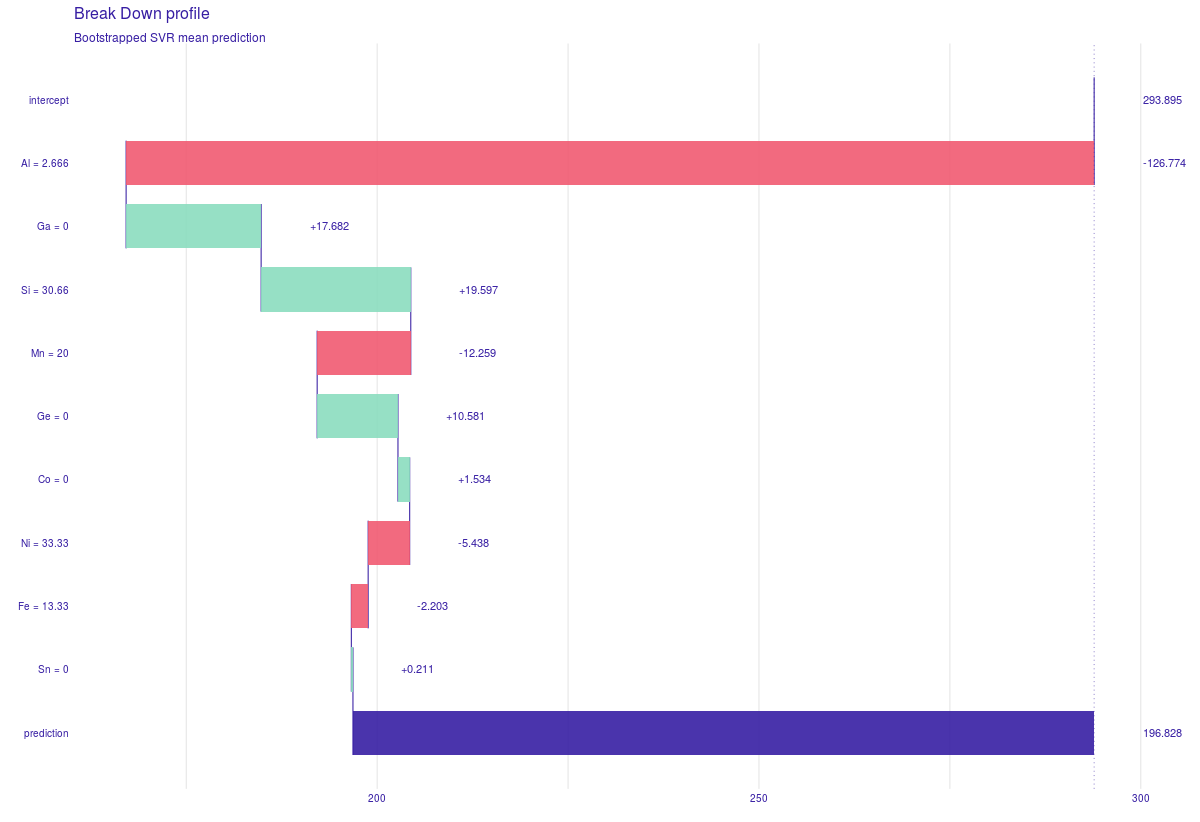 Break Down profile
Bootstrapped SVR mean prediction
intercept 293.895
Al = 2.666 -126.774
Ga = 0 +17.682
Si = 30.66 +19.597
Mn = 20 -12.259
Ge = 0 +10.581
Co = 0 +1.534
Ni = 33.33 -5.438
Fe = 13.33 -2.203
Sn = 0 +0.211
prediction 196.828
200 250 300